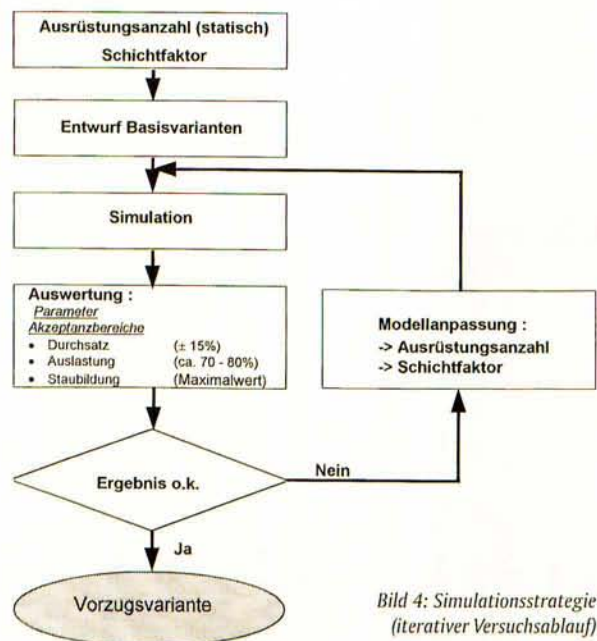 Ausrüstungsanzahl (statisch)
Schichtfaktor
Entwurf Basisvarianten
Simulation
Auswertung :
Parameter
Akzeptanzbereiche
• Durchsatz (± 15%)
• Auslastung (ca. 70 - 80%)
• Staubildung (Maximalwert)
Modellanpassung :
-> Ausrüstungsanzahl
-> Schichtfaktor
Ergebnis o.k.
Nein
Ja
Vorzugsvariante
Bild 4: Simulationsstrategie
(iterativer Versuchsablauf)